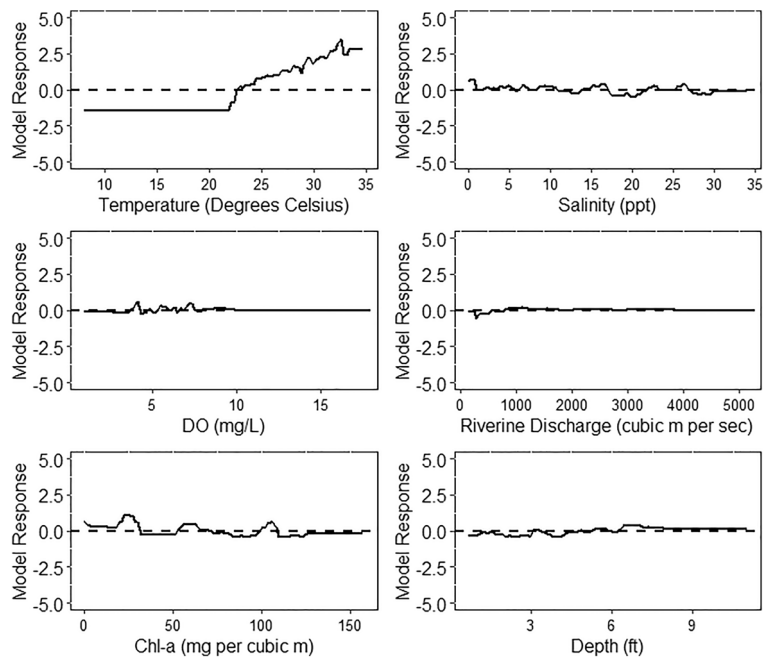 Model Response
5.0
2.5
0.0
-2.5
-5.0
10 15 20 25 30 35
Temperature (Degrees Celsius)
Model Response
5.0
2.5
0.0
-2.5
-5.0
0 5 10 15 20 25 30 35
Salinity (ppt)
Model Response
5.0
2.5
0.0
-2.5
-5.0
5 10 15
DO (mg/L)
Model Response
5.0
2.5
0.0
-2.5
-5.0
0 1000 2000 3000 4000 5000
Riverine Discharge (cubic m per sec)
Model Response
5.0
2.5
0.0
-2.5
-5.0
0 50 100 150
Chl-a (mg per cubic m)
Model Response
5.0
2.5
0.0
-2.5
-5.0
3 6 9
Depth (ft)